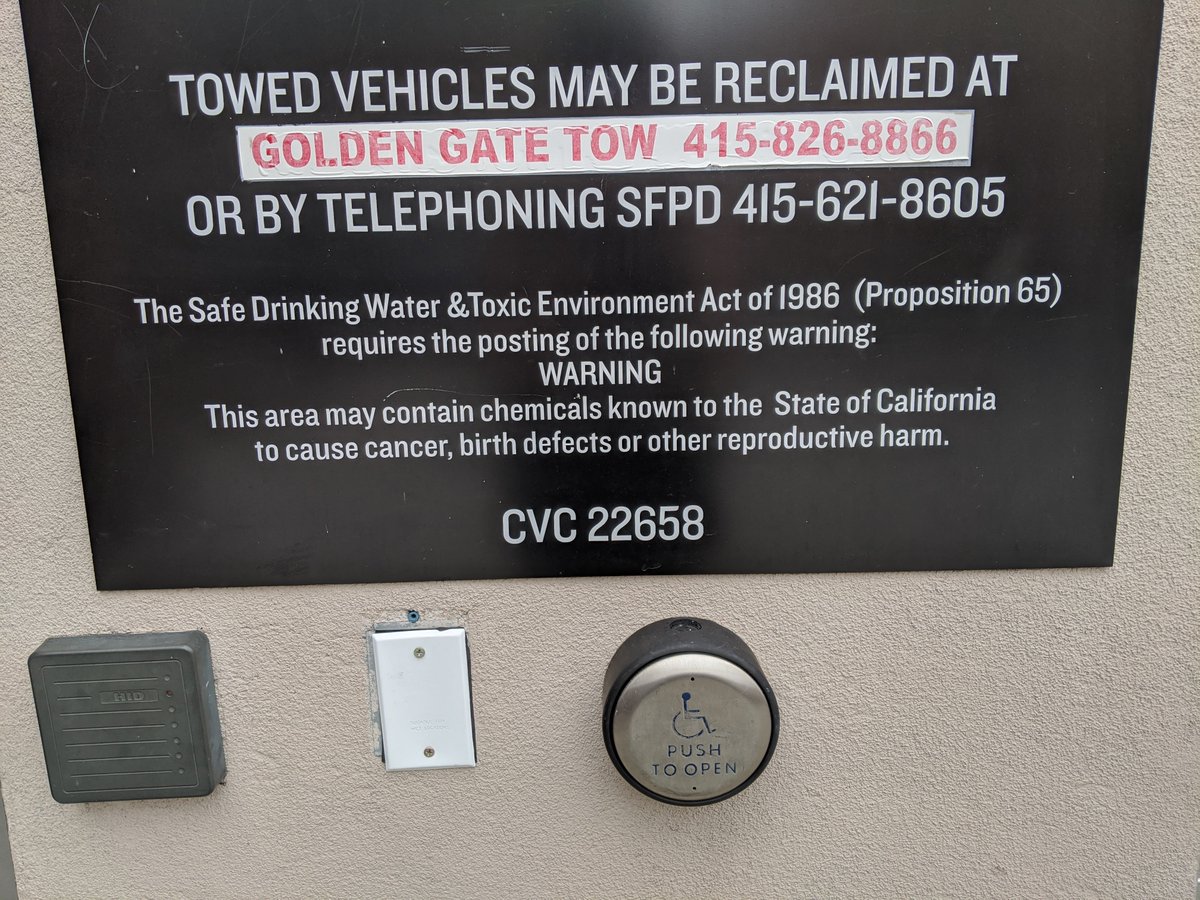 TOWED VEHICLES MAY BE RECLAIMED AT
GOLDEN GATE TOW 415-826-8866
OR BY TELEPHONING SFPD 415-621-8605
The Safe Drinking Water &Toxic Environment Act of 1986 (Proposition 65)
requires the posting of the following warning:
WARNING
This area may contain chemicals known to the State of California
to cause cancer, birth defects or other reproductive harm.
CVC 22658
HID
PUSH
TO OPEN